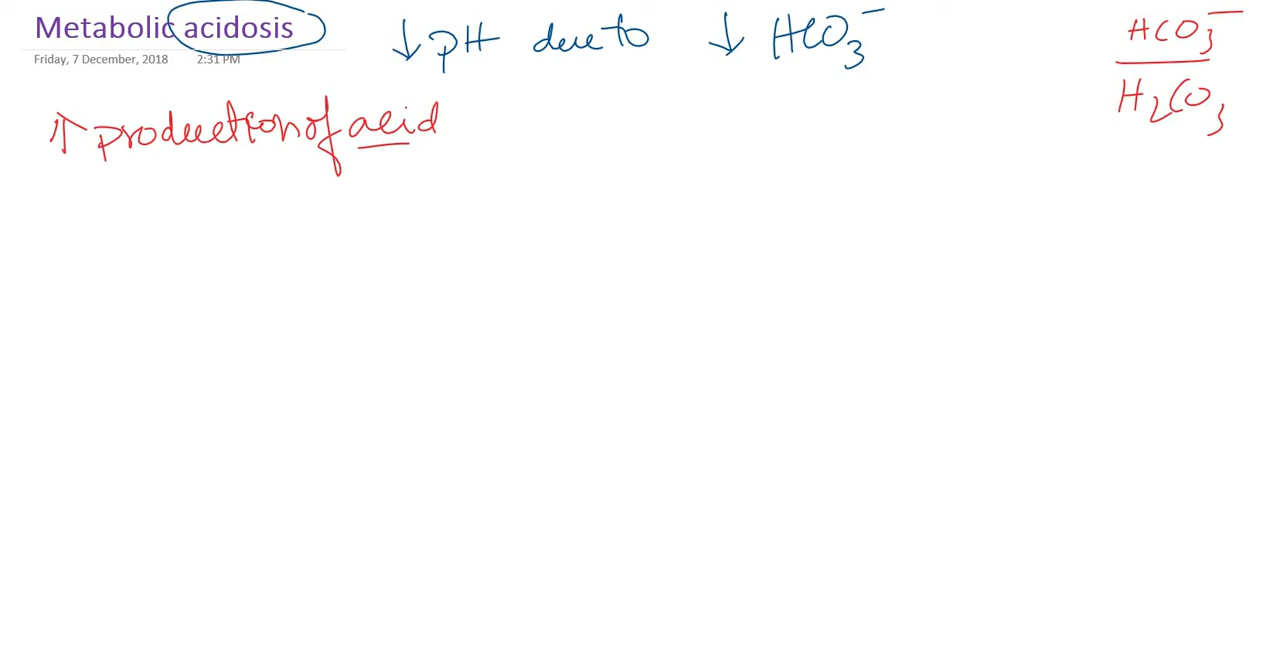 Metabolic acidosis
↓ pH due to ↓ HCO₃⁻
HCO₃⁻
H₂CO₃
Friday, 7 December, 2018 2:31 PM
↑ production of acid